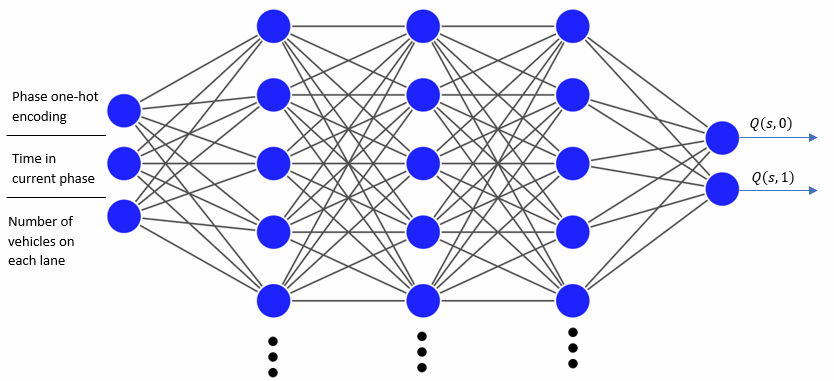 Phase one-hot
encoding
Time in
current phase
Number of
vehicles on
each lane
Q(s,0)
Q(s,1)